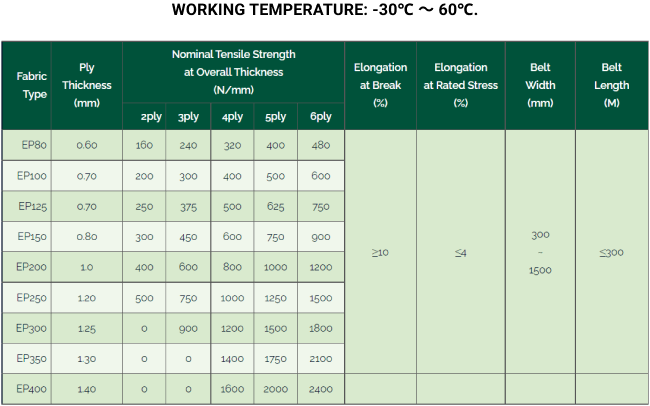 WORKING TEMPERATURE: -30℃ ～ 60℃.
Fabric Type | Ply Thickness (mm) | Nominal Tensile Strength at Overall Thickness (N/mm) | Elongation at Break (%) | Elongation at Rated Stress (%) | Belt Width (mm) | Belt Length (M)
2ply 3ply 4ply 5ply 6ply
EP80 0.60 160 240 320 400 480
EP100 0.70 200 300 400 500 600
EP125 0.70 250 375 500 625 750
EP150 0.80 300 450 600 750 900
EP200 1.0 400 600 800 1000 1200
≥10 ≤4 300 – 1500 ≤300
EP250 1.20 500 750 1000 1250 1500
EP300 1.25 0 900 1200 1500 1800
EP350 1.30 0 0 1400 1750 2100
EP400 1.40 0 0 1600 2000 2400